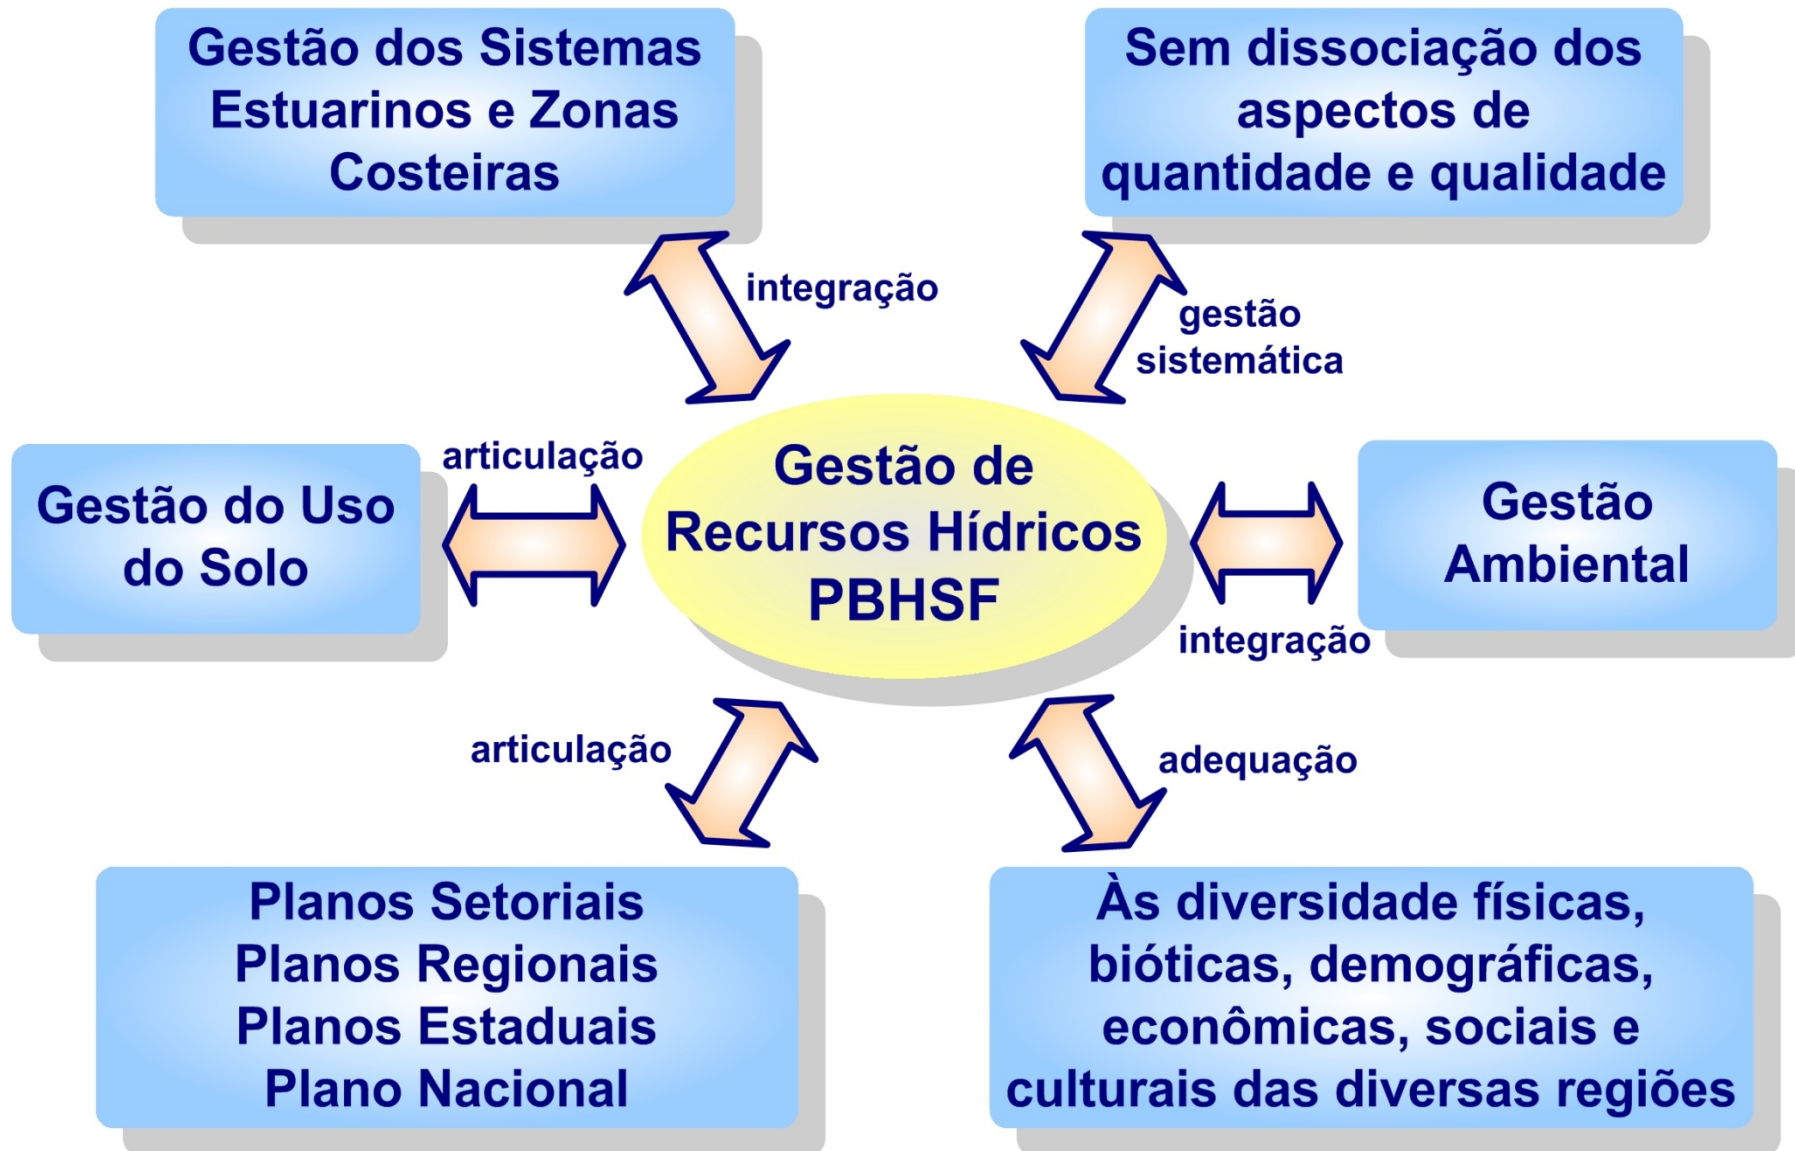 Gestão dos Sistemas
Estuarinos e Zonas
Costeiras
Sem dissociação dos
aspectos de
quantidade e qualidade
integração
gestão
sistemática
articulação
Gestão do Uso
do Solo
Gestão de
Recursos Hídricos
PBHSF
Gestão
Ambiental
integração
articulação
adequação
Planos Setoriais
Planos Regionais
Planos Estaduais
Plano Nacional
Às diversidade físicas,
bióticas, demográficas,
econômicas, sociais e
culturais das diversas regiões